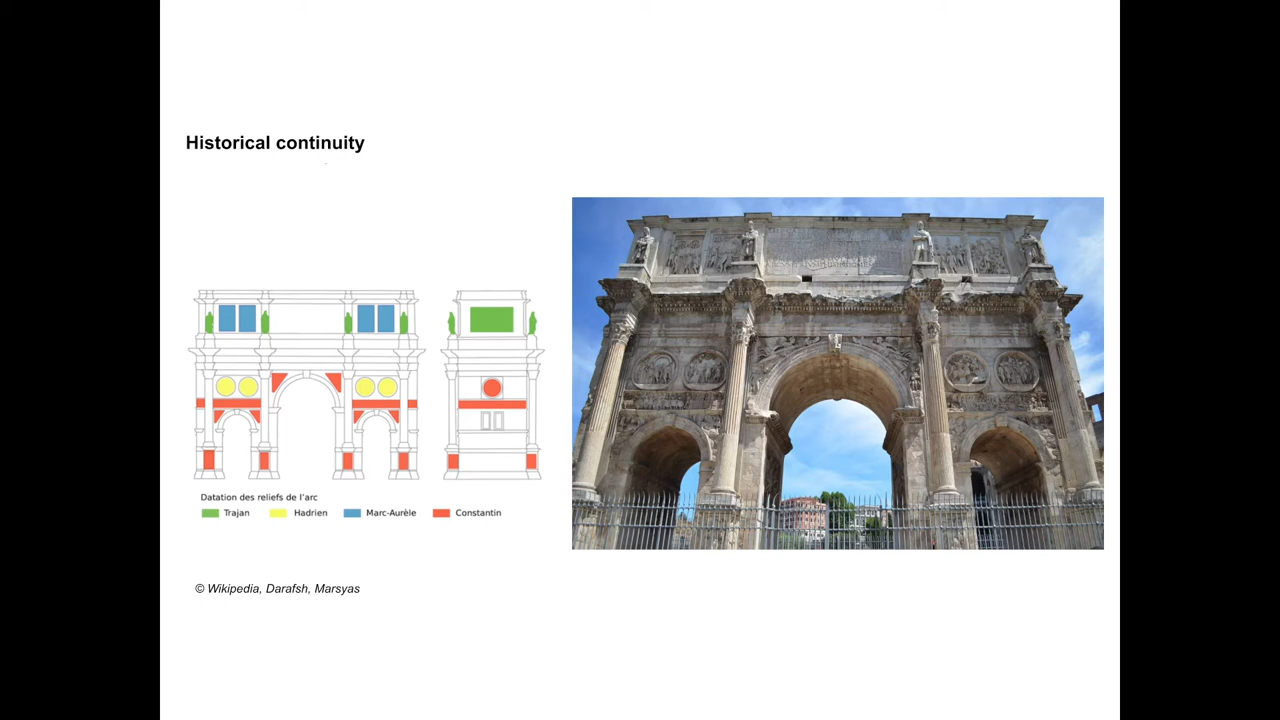 Historical continuity
Datation des reliefs de l'arc
Trajan Hadrien Marc-Aurèle Constantin
© Wikipedia, Darafsh, Marsyas